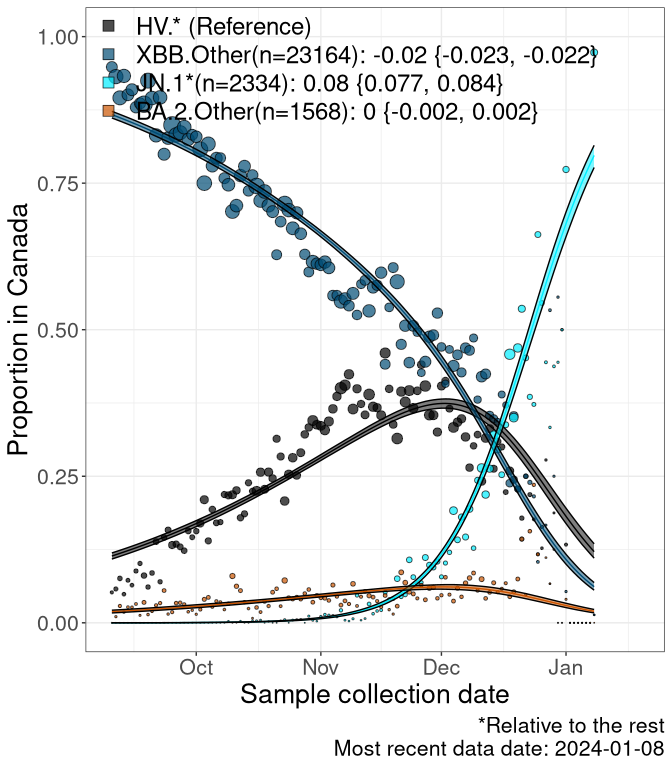 HV.* (Reference)
XBB.Other(n=23164): -0.02 {-0.023, -0.022}
JN.1*(n=2334): 0.08 {0.077, 0.084}
BA.2.Other(n=1568): 0 {-0.002, 0.002}
1.00
0.75
0.50
0.25
0.00
Proportion in Canada
Oct Nov Dec Jan
Sample collection date
*Relative to the rest
Most recent data date: 2024-01-08